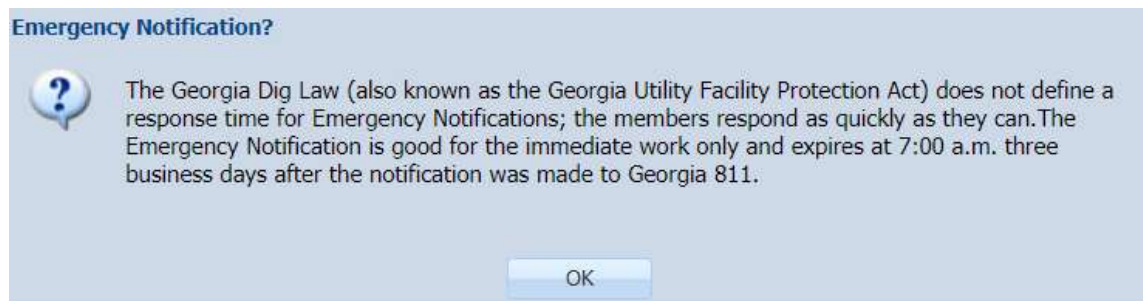 Emergency Notification?
The Georgia Dig Law (also known as the Georgia Utility Facility Protection Act) does not define a
response time for Emergency Notifications; the members respond as quickly as they can.The
Emergency Notification is good for the immediate work only and expires at 7:00 a.m. three
business days after the notification was made to Georgia 811.
OK